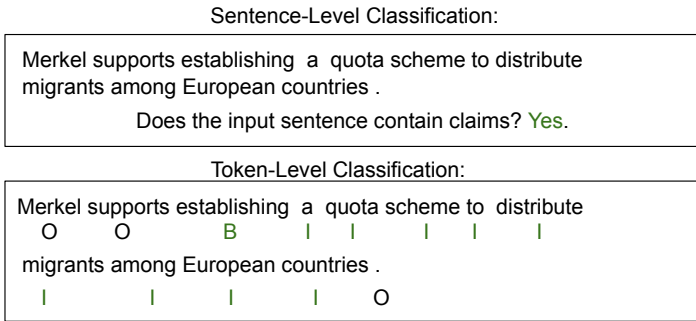 Sentence-Level Classification:
Merkel supports establishing a quota scheme to distribute
migrants among European countries .
Does the input sentence contain claims? Yes.
Token-Level Classification:
Merkel supports establishing a quota scheme to distribute
O O B I I I I I
migrants among European countries .
I I I I O